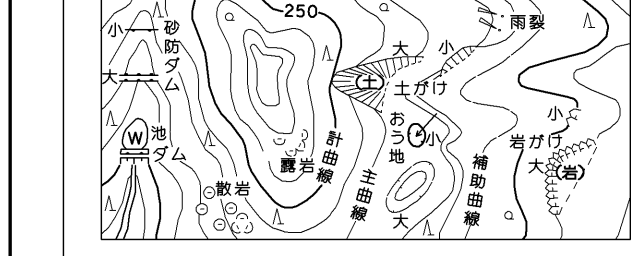 250
小
砂防ダム
大
W
池
ダム
雨裂
大
小
(土)
土がけ
おう地
小
小
岩がけ
大
(岩)
露岩
計曲線
主曲線
補助曲線
散岩
大